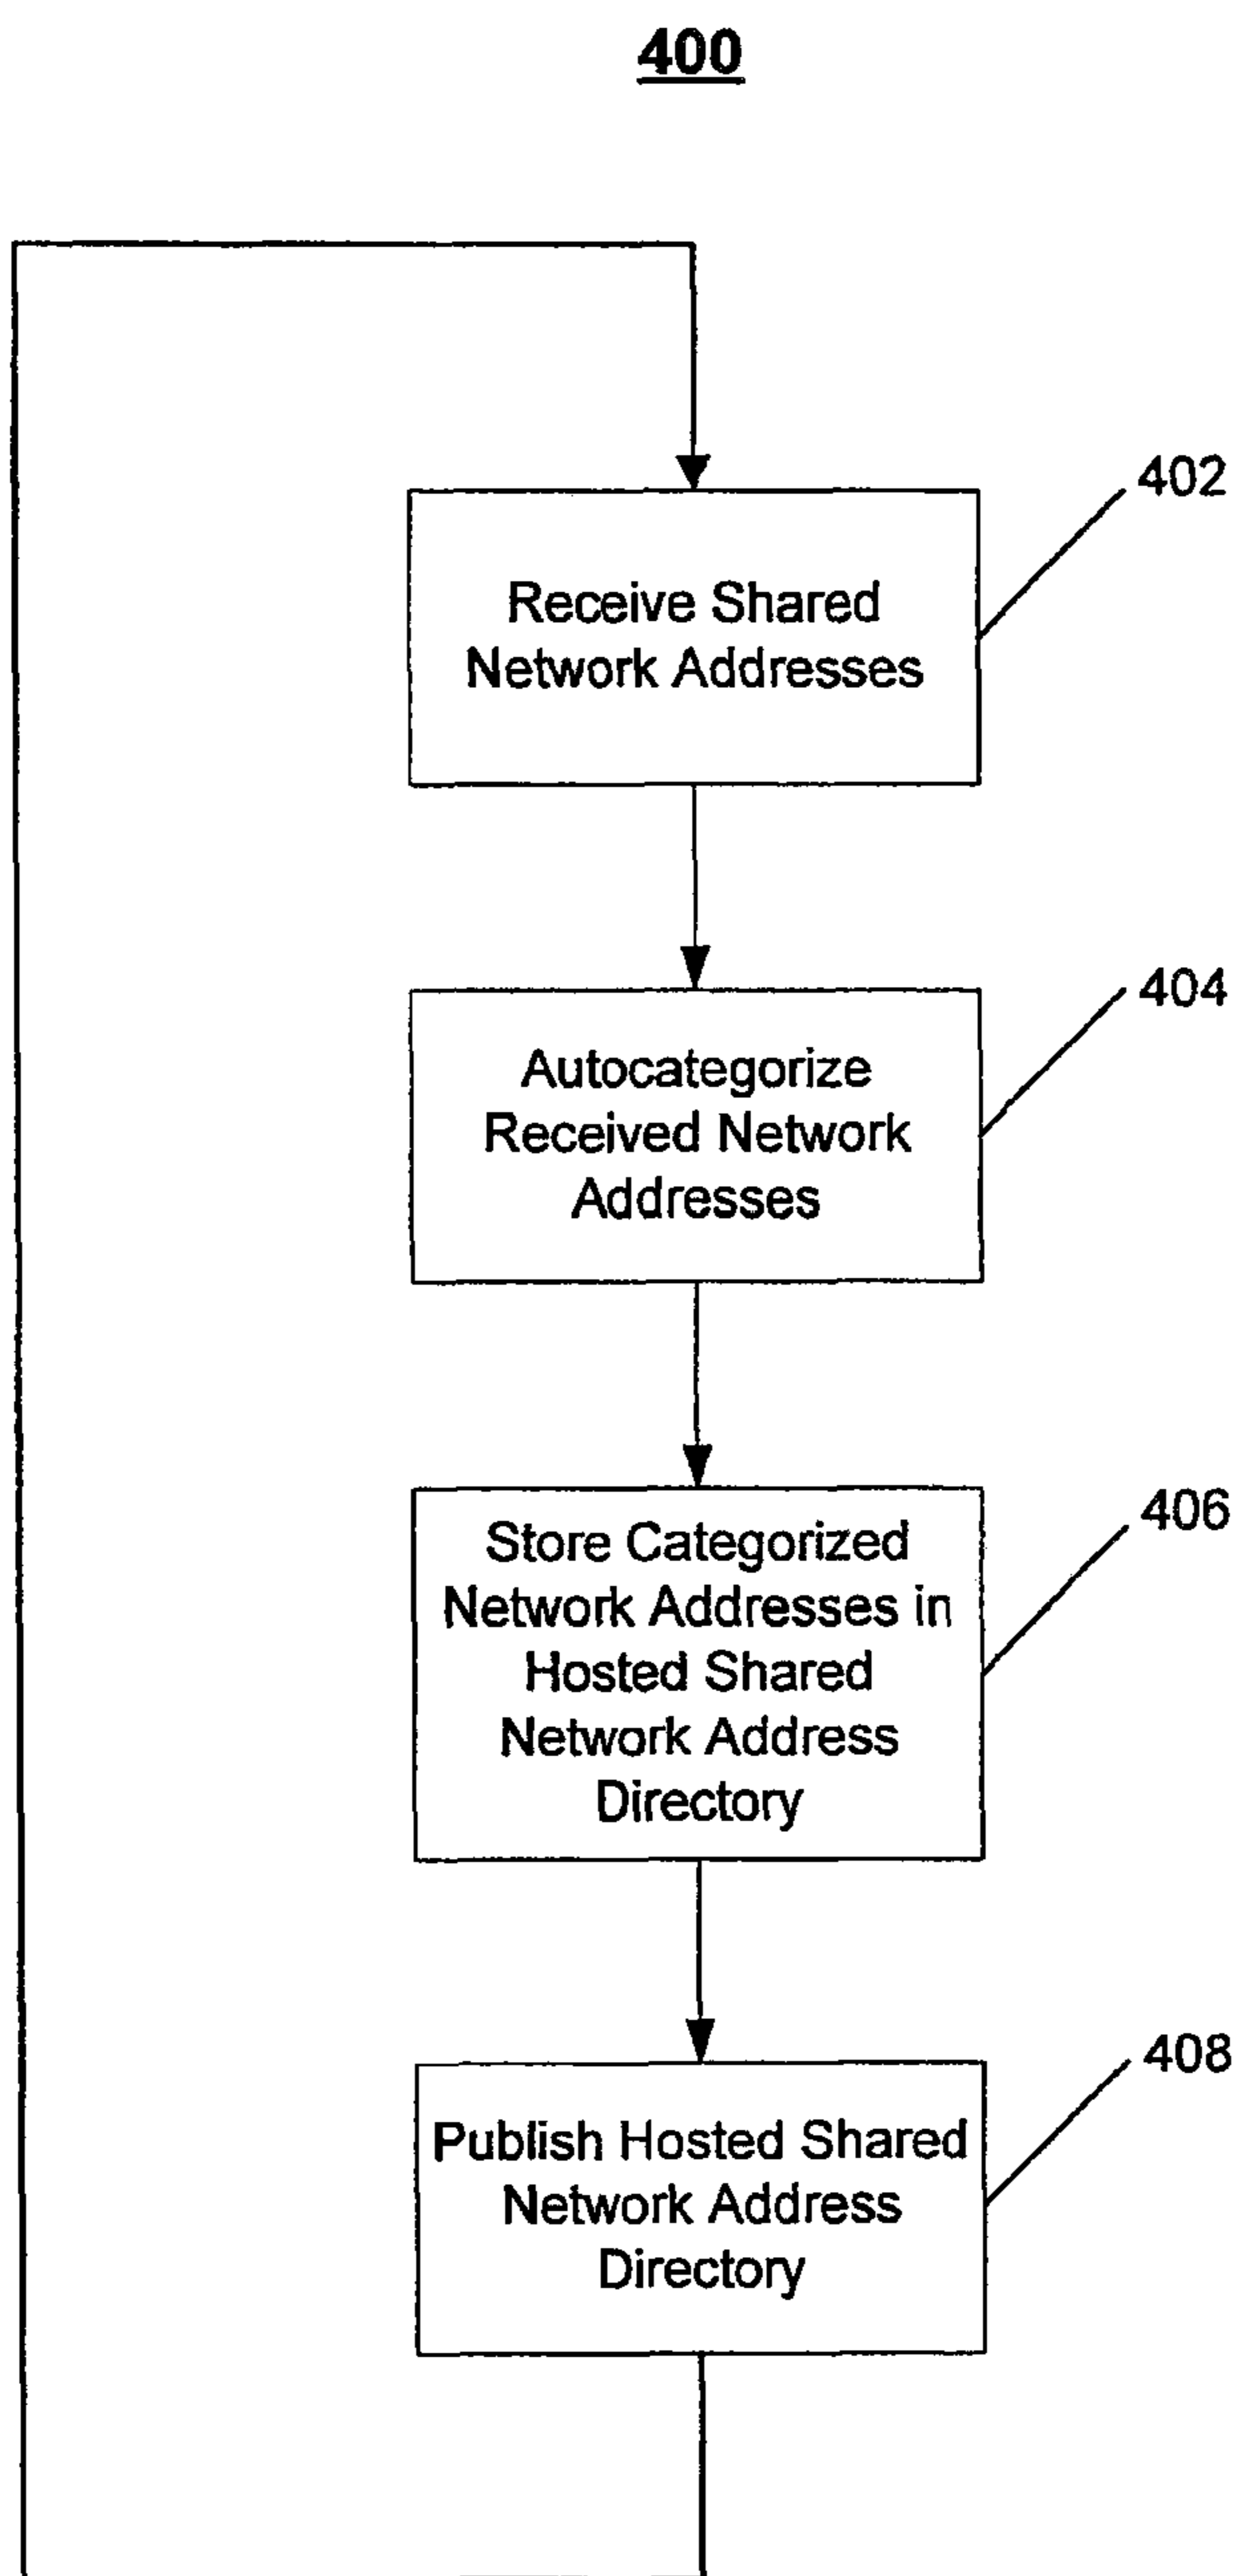 400
402
Receive Shared
Network Addresses
404
Autocategorize
Received Network
Addresses
406
Store Categorized
Network Addresses in
Hosted Shared
Network Address
Directory
408
Publish Hosted Shared
Network Address
Directory